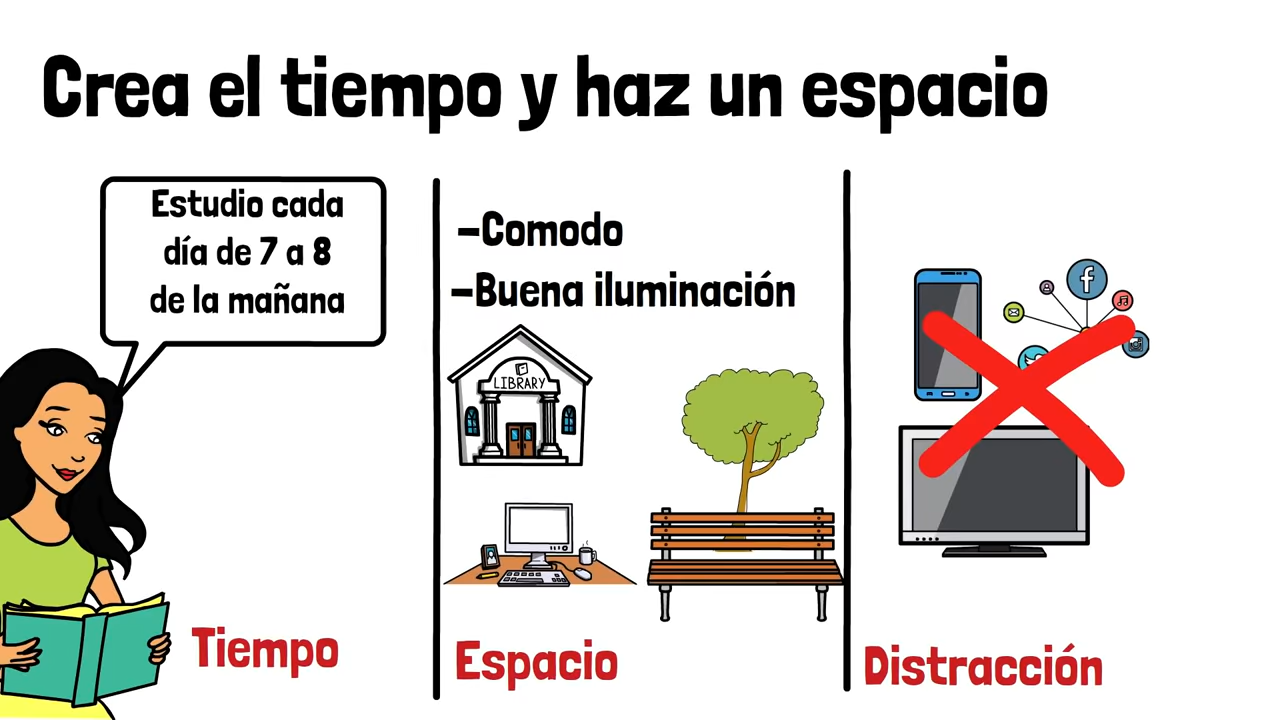 Crea el tiempo y haz un espacio
Estudio cada
día de 7 a 8
de la mañana
Tiempo
-Comodo
-Buena iluminación
LIBRARY
Espacio
Distracción